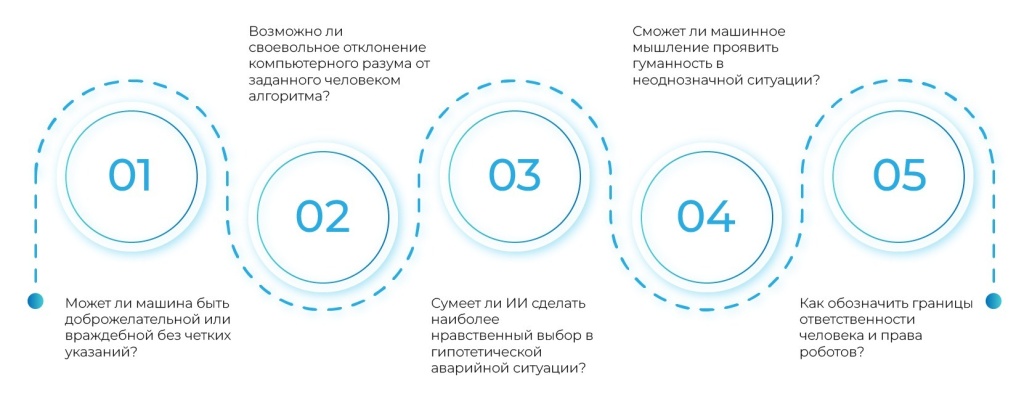 01
Может ли машина быть
доброжелательной или
враждебной без четких
указаний?
Возможно ли
своевольное отклонение
компьютерного разума от
заданного человеком
алгоритма?
02
03
Сумеет ли ИИ сделать
наиболее
нравственный выбор в
гипотетической
аварийной ситуации?
Сможет ли машинное
мышление проявить
гуманность в
неоднозначной ситуации?
04
05
Как обозначить границы
ответственности
человека и права
роботов?